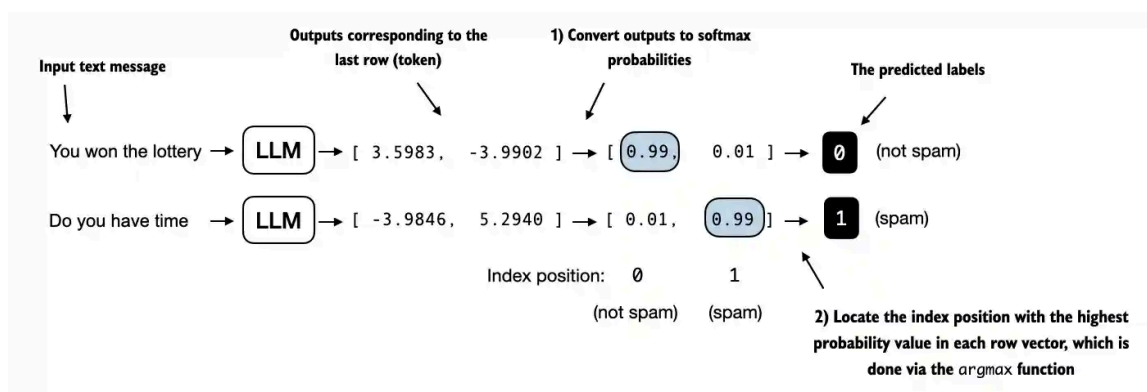 Outputs corresponding to the
last row (token)
1) Convert outputs to softmax
probabilities
Input text message
The predicted labels
You won the lottery → LLM → [ 3.5983, -3.9902 ] → [ 0.99, 0.01 ] → 0 (not spam)
Do you have time → LLM → [ -3.9846, 5.2940 ] → [ 0.01, 0.99 ] → 1 (spam)
Index position: 0 1
(not spam) (spam)
2) Locate the index position with the highest
probability value in each row vector, which is
done via the argmax function